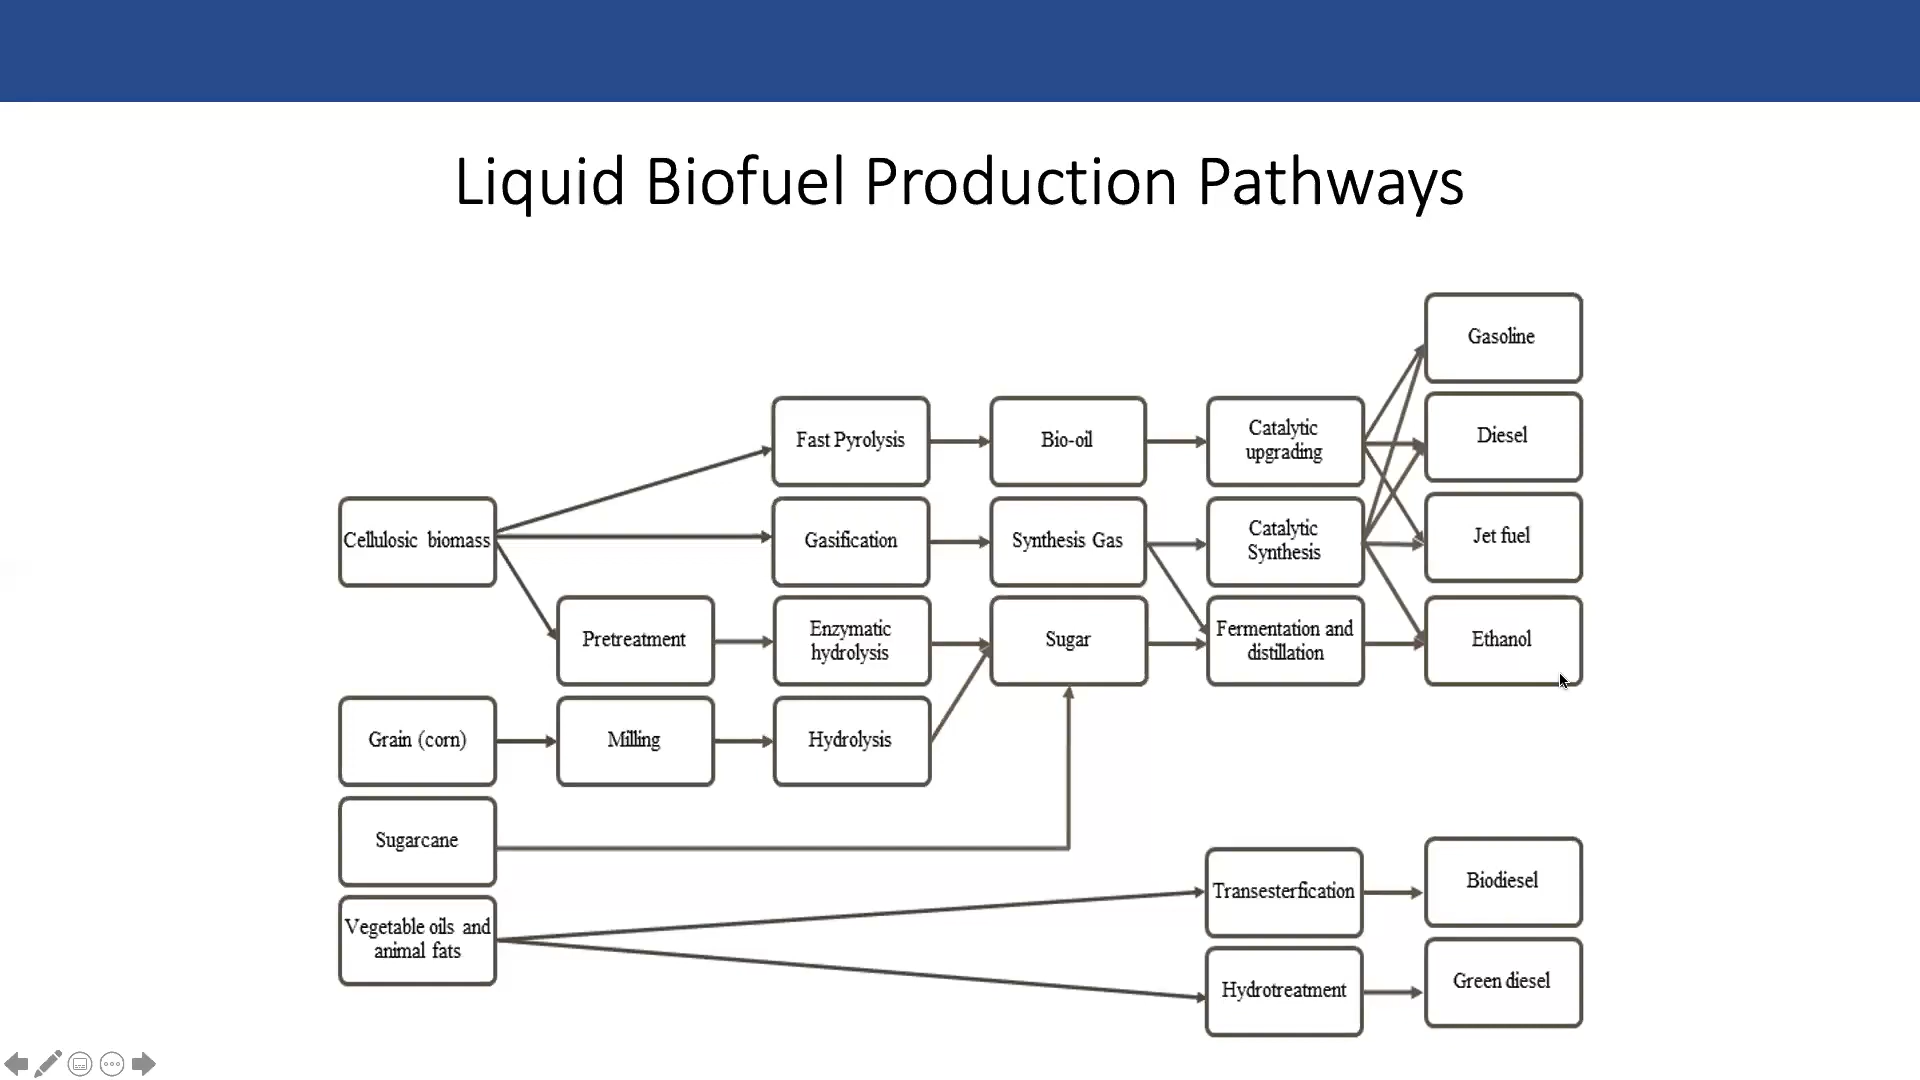 Liquid Biofuel Production Pathways
Gasoline
Fast Pyrolysis
Bio-oil
Catalytic
upgrading
Diesel
Cellulosic biomass
Gasification
Synthesis Gas
Catalytic
Synthesis
Jet fuel
Pretreatment
Enzymatic
hydrolysis
Sugar
Fermentation and
distillation
Ethanol
Grain (corn)
Milling
Hydrolysis
Sugarcane
Vegetable oils and
animal fats
Transesterfication
Biodiesel
Hydrotreatment
Green diesel